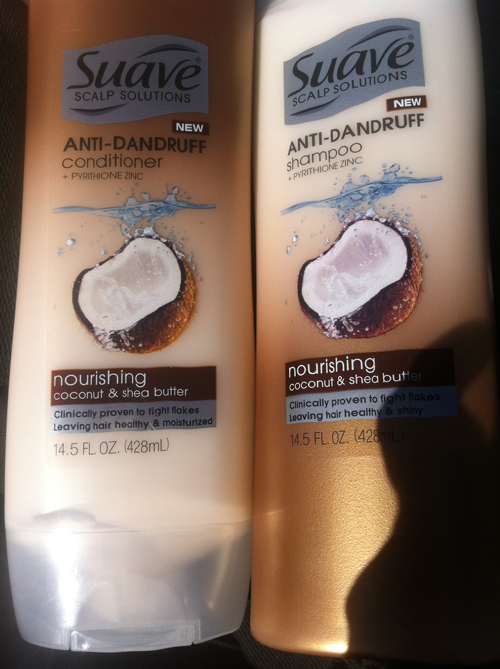 Suave®
SCALP SOLUTIONS
NEW
ANTI-DANDRUFF
conditioner
+ PYRITHIONE ZINC
nourishing
coconut & shea butter
Clinically proven to fight flakes
Leaving hair healthy & moisturized
14.5 FL. OZ. (428mL)
Suave®
SCALP SOLUTIONS
NEW
ANTI-DANDRUFF
shampoo
+ PYRITHIONE ZINC
nourishing
coconut & shea butter
Clinically proven to fight flakes
Leaving hair healthy & shiny
14.5 FL. OZ. (428mL)